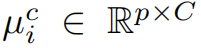 μ_i^c ∈ ℝ^{p×C}